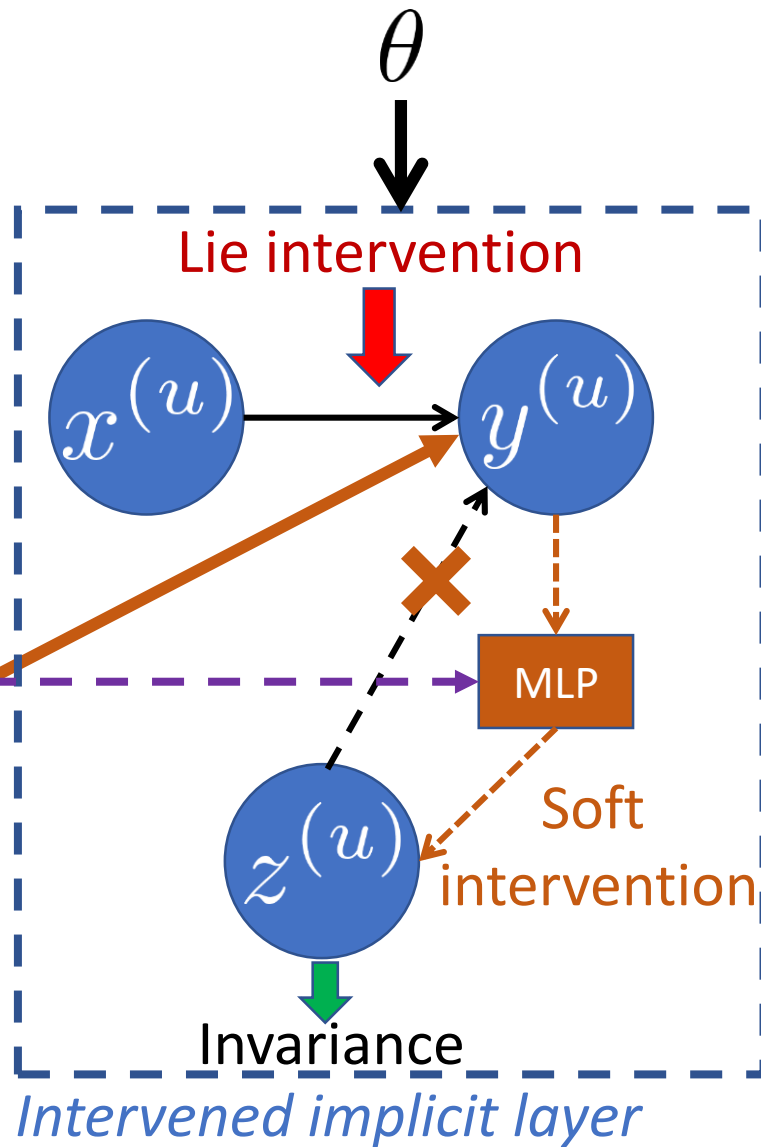 θ
Lie intervention
x^(u)
y^(u)
MLP
Soft
intervention
z^(u)
Invariance
Intervened implicit layer